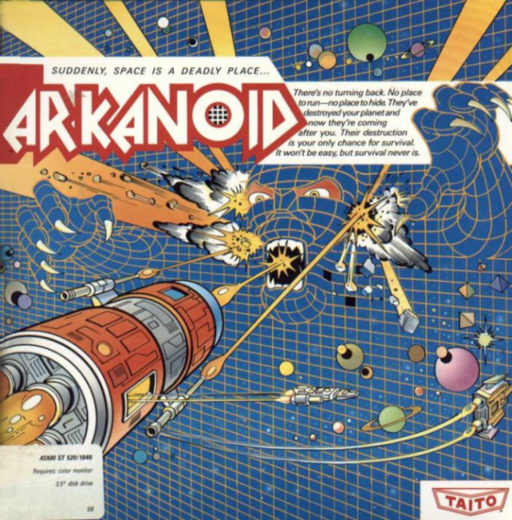 SUDDENLY, SPACE IS A DEADLY PLACE...
ARKANOID
There's no turning back. No place
to run—no place to hide. They've
destroyed your planet and
now they're coming
after you. Their destruction
is your only chance for survival.
It won't be easy, but survival never is.
ATARI ST 520/1040
Requires: color monitor
3.5" disk drive
TAITO